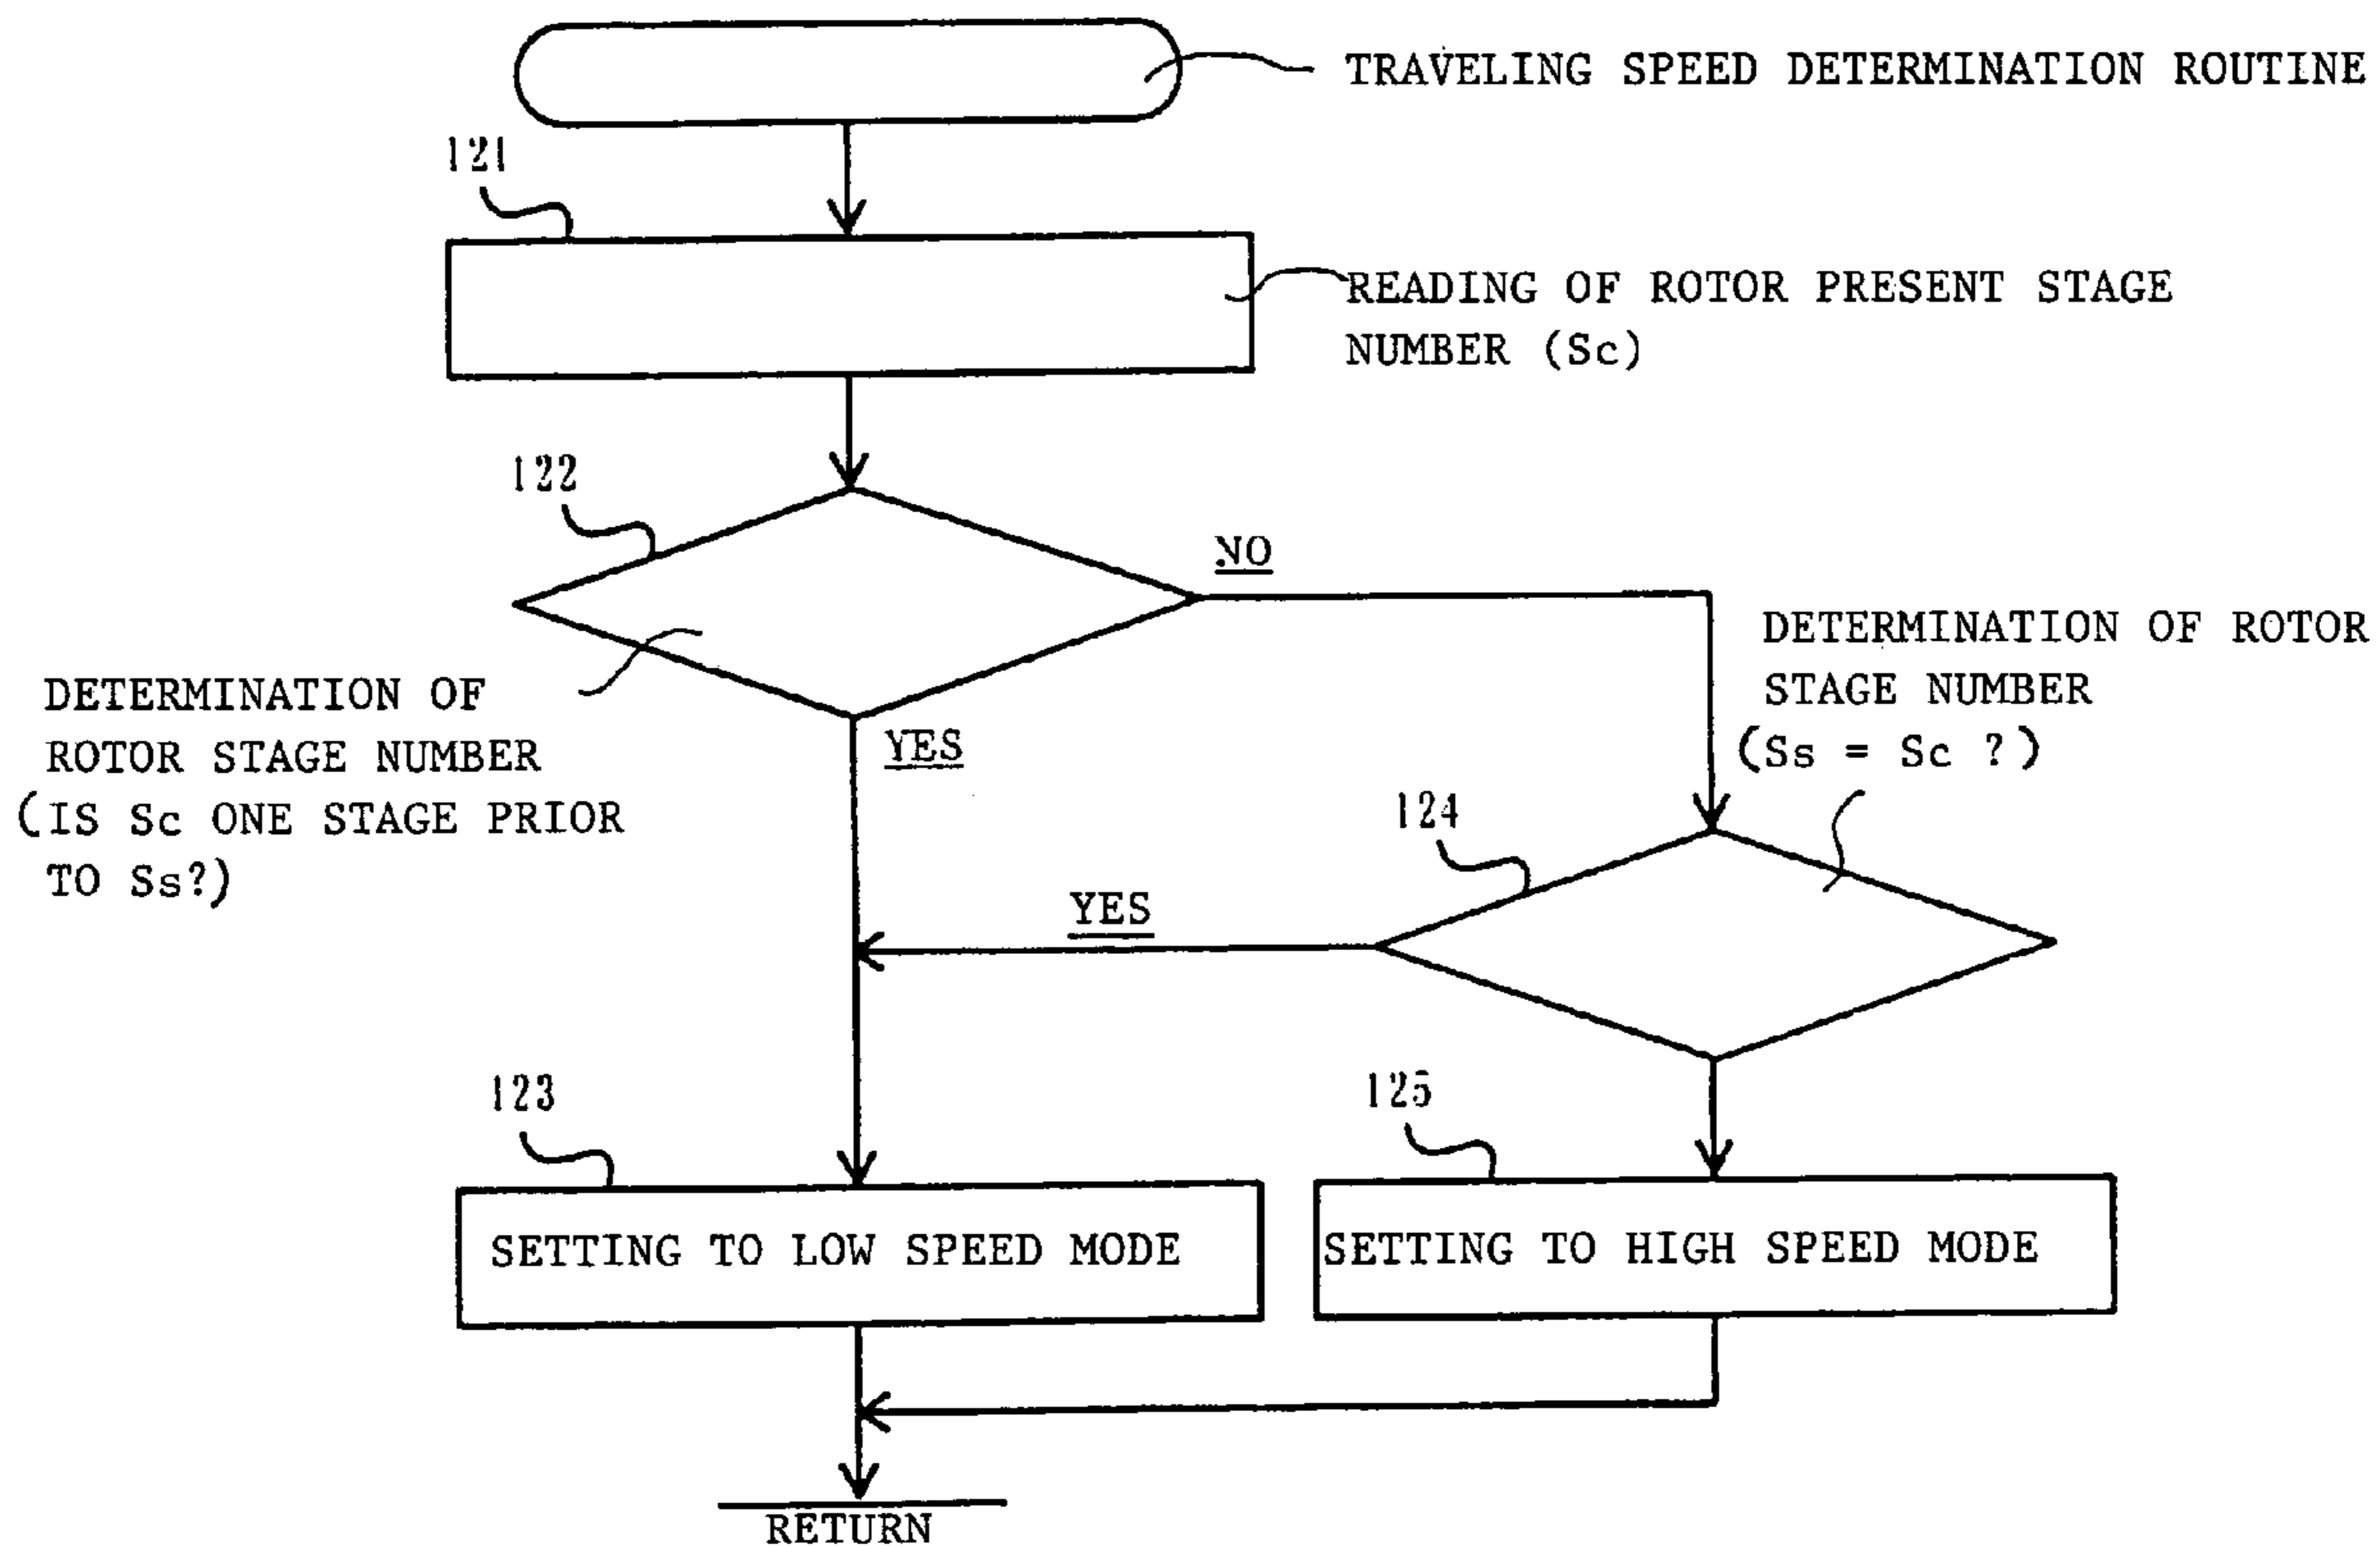 TRAVELING SPEED DETERMINATION ROUTINE
121
READING OF ROTOR PRESENT STAGE
NUMBER (Sc)
122
NO
DETERMINATION OF ROTOR
STAGE NUMBER
(Ss = Sc ?)
DETERMINATION OF
ROTOR STAGE NUMBER
(IS Sc ONE STAGE PRIOR
TO Ss?)
YES
124
YES
123
125
SETTING TO LOW SPEED MODE
SETTING TO HIGH SPEED MODE
RETURN